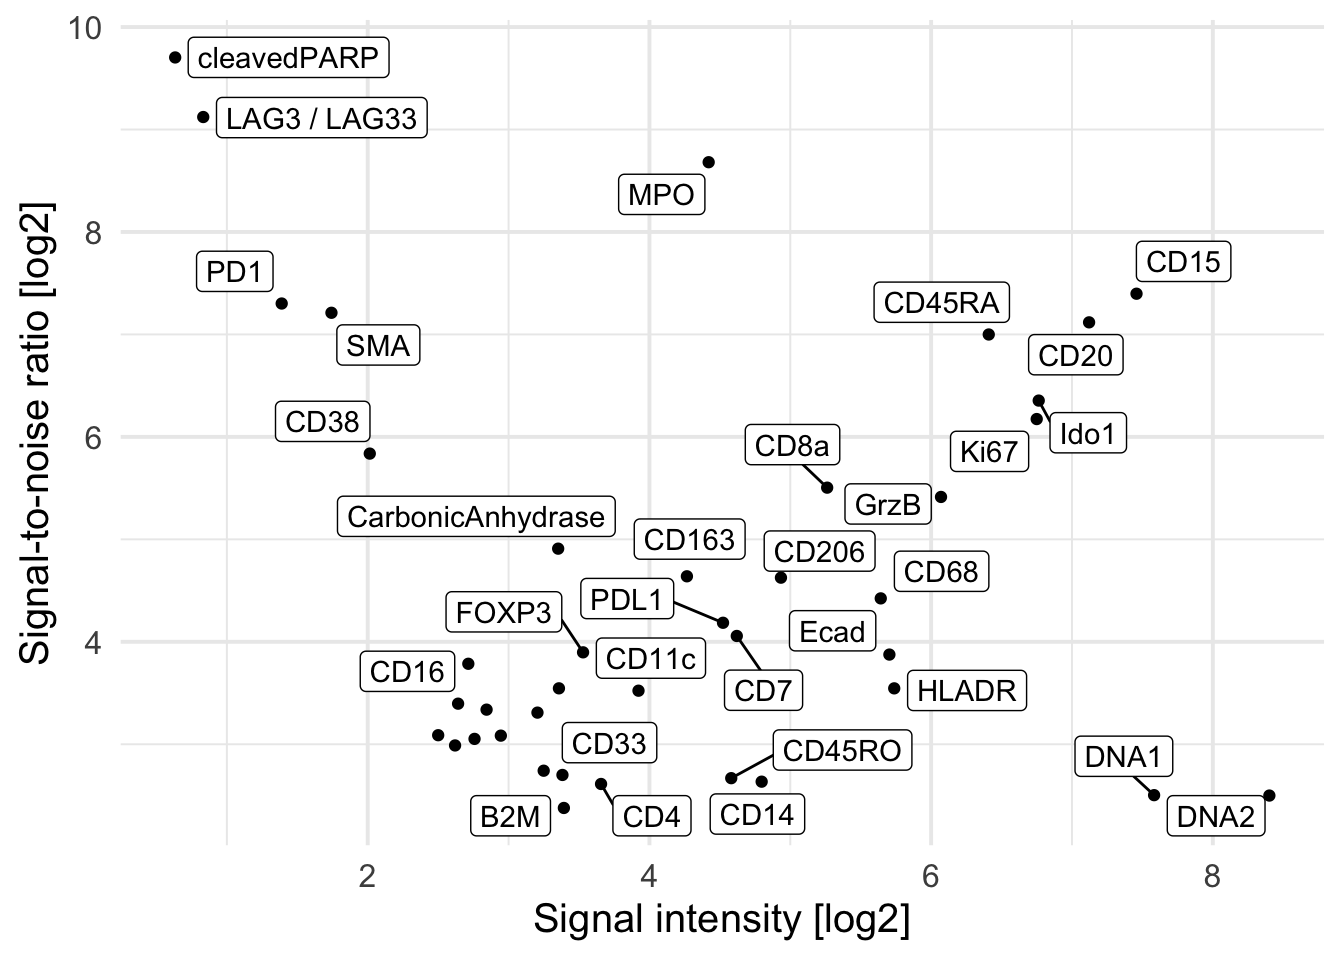 10
cleavedPARP
LAG3 / LAG33
MPO
8
PD1
CD15
CD45RA
SMA
CD20
CD38
6
Ido1
Ki67
CD8a
GrzB
CarbonicAnhydrase
CD163
CD206
CD68
PDL1
FOXP3
Ecad
4
CD11c
CD16
CD7
HLADR
CD33
CD45RO
DNA1
B2M
CD4
CD14
DNA2
2
4
6
8
Signal intensity [log2]
Signal-to-noise ratio [log2]